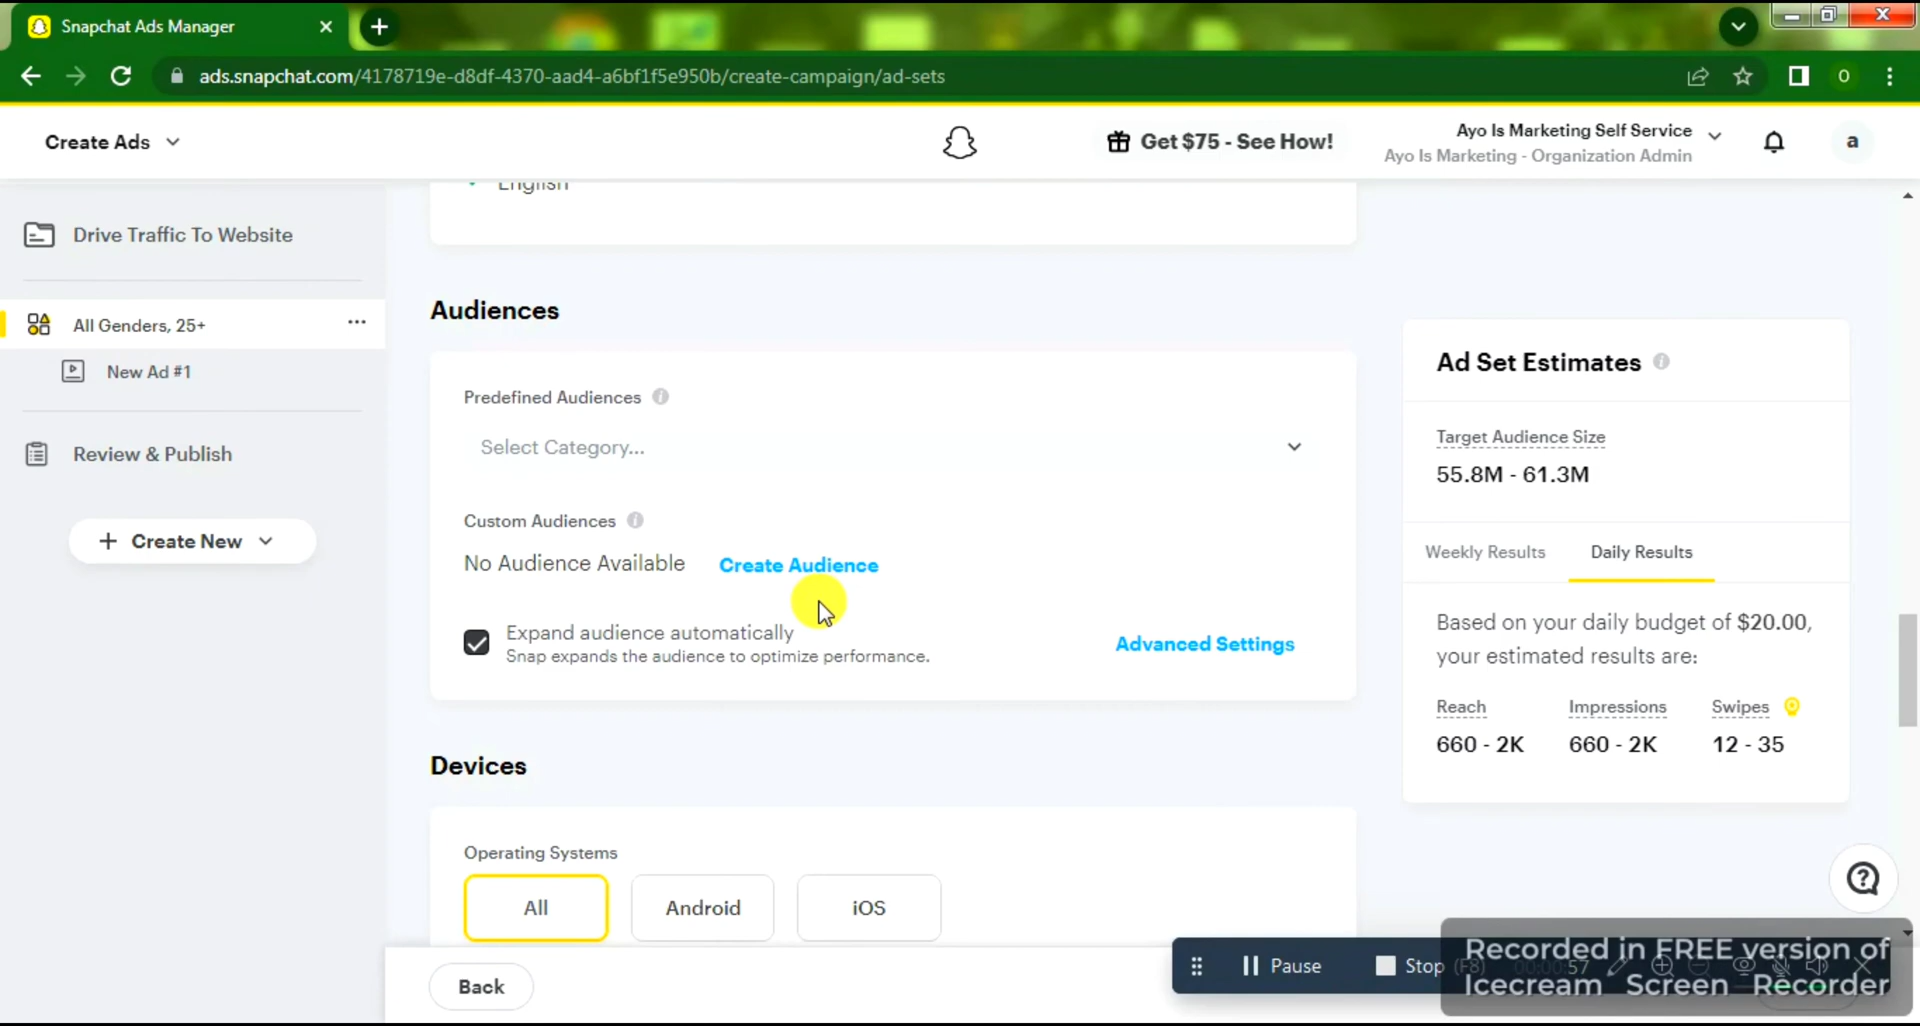 Snapchat Ads Manager
ads.snapchat.com/4178719e-d8df-4370-aad4-a6bf1f5e950b/create-campaign/ad-sets
O
Create Ads
Get $75 - See How!
Ayo Is Marketing Self Service
Ayo Is Marketing - Organization Admin
a
English
Drive Traffic To Website
All Genders, 25+
New Ad #1
Review & Publish
+ Create New
Audiences
Predefined Audiences
Select Category...
Custom Audiences
No Audience Available Create Audience
Expand audience automatically
Snap expands the audience to optimize performance.
Advanced Settings
Devices
Operating Systems
All Android iOS
Back
Ad Set Estimates
Target Audience Size
55.8M - 61.3M
Weekly Results Daily Results
Based on your daily budget of $20.00,
your estimated results are:
Reach Impressions Swipes
660 - 2K 660 - 2K 12 - 35
Pause Stop (F8)
Recorded in FREE version of
Icecream Screen Recorder